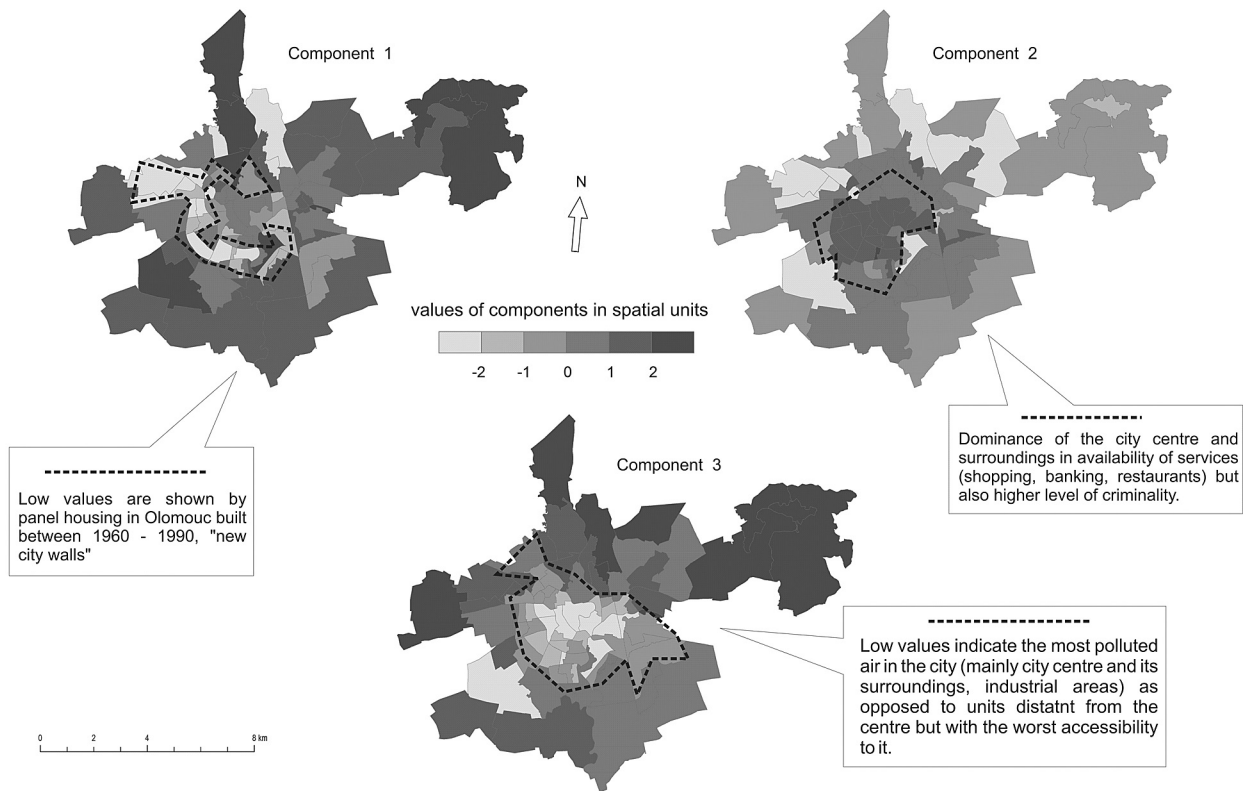 Component 1
Component 2
N
values of components in spatial units
-2 -1 0 1 2
Low values are shown by
panel housing in Olomouc built
between 1960 - 1990, "new
city walls"
Dominance of the city centre and
surroundings in availability of services
(shopping, banking, restaurants) but
also higher level of criminality.
Component 3
Low values indicate the most polluted
air in the city (mainly city centre and its
surroundings, industrial areas) as
opposed to units distatnt from the
centre but with the worst accessibility
to it.
0 2 4 6 8 km